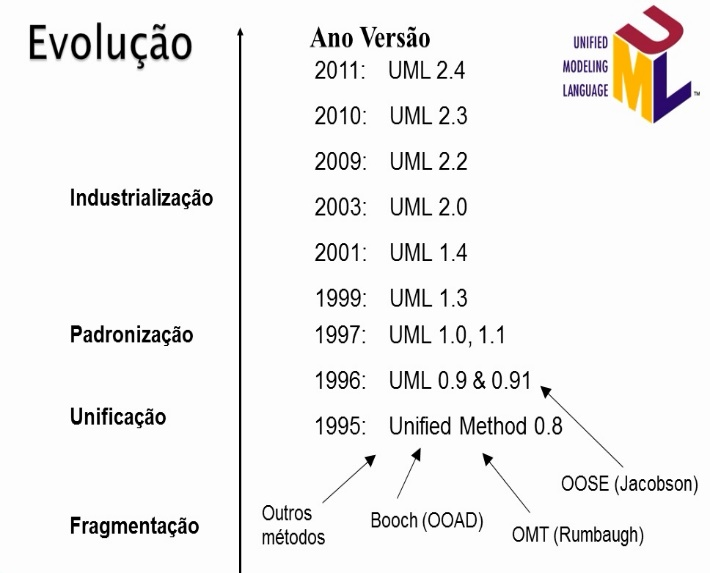 Evolução
UNIFIED
MODELING
LANGUAGE
UML
TM
Ano Versão
2011: UML 2.4
2010: UML 2.3
2009: UML 2.2
Industrialização
2003: UML 2.0
2001: UML 1.4
1999: UML 1.3
Padronização
1997: UML 1.0, 1.1
1996: UML 0.9 & 0.91
Unificação
1995: Unified Method 0.8
OOSE (Jacobson)
Outros
métodos
Booch (OOAD)
OMT (Rumbaugh)
Fragmentação